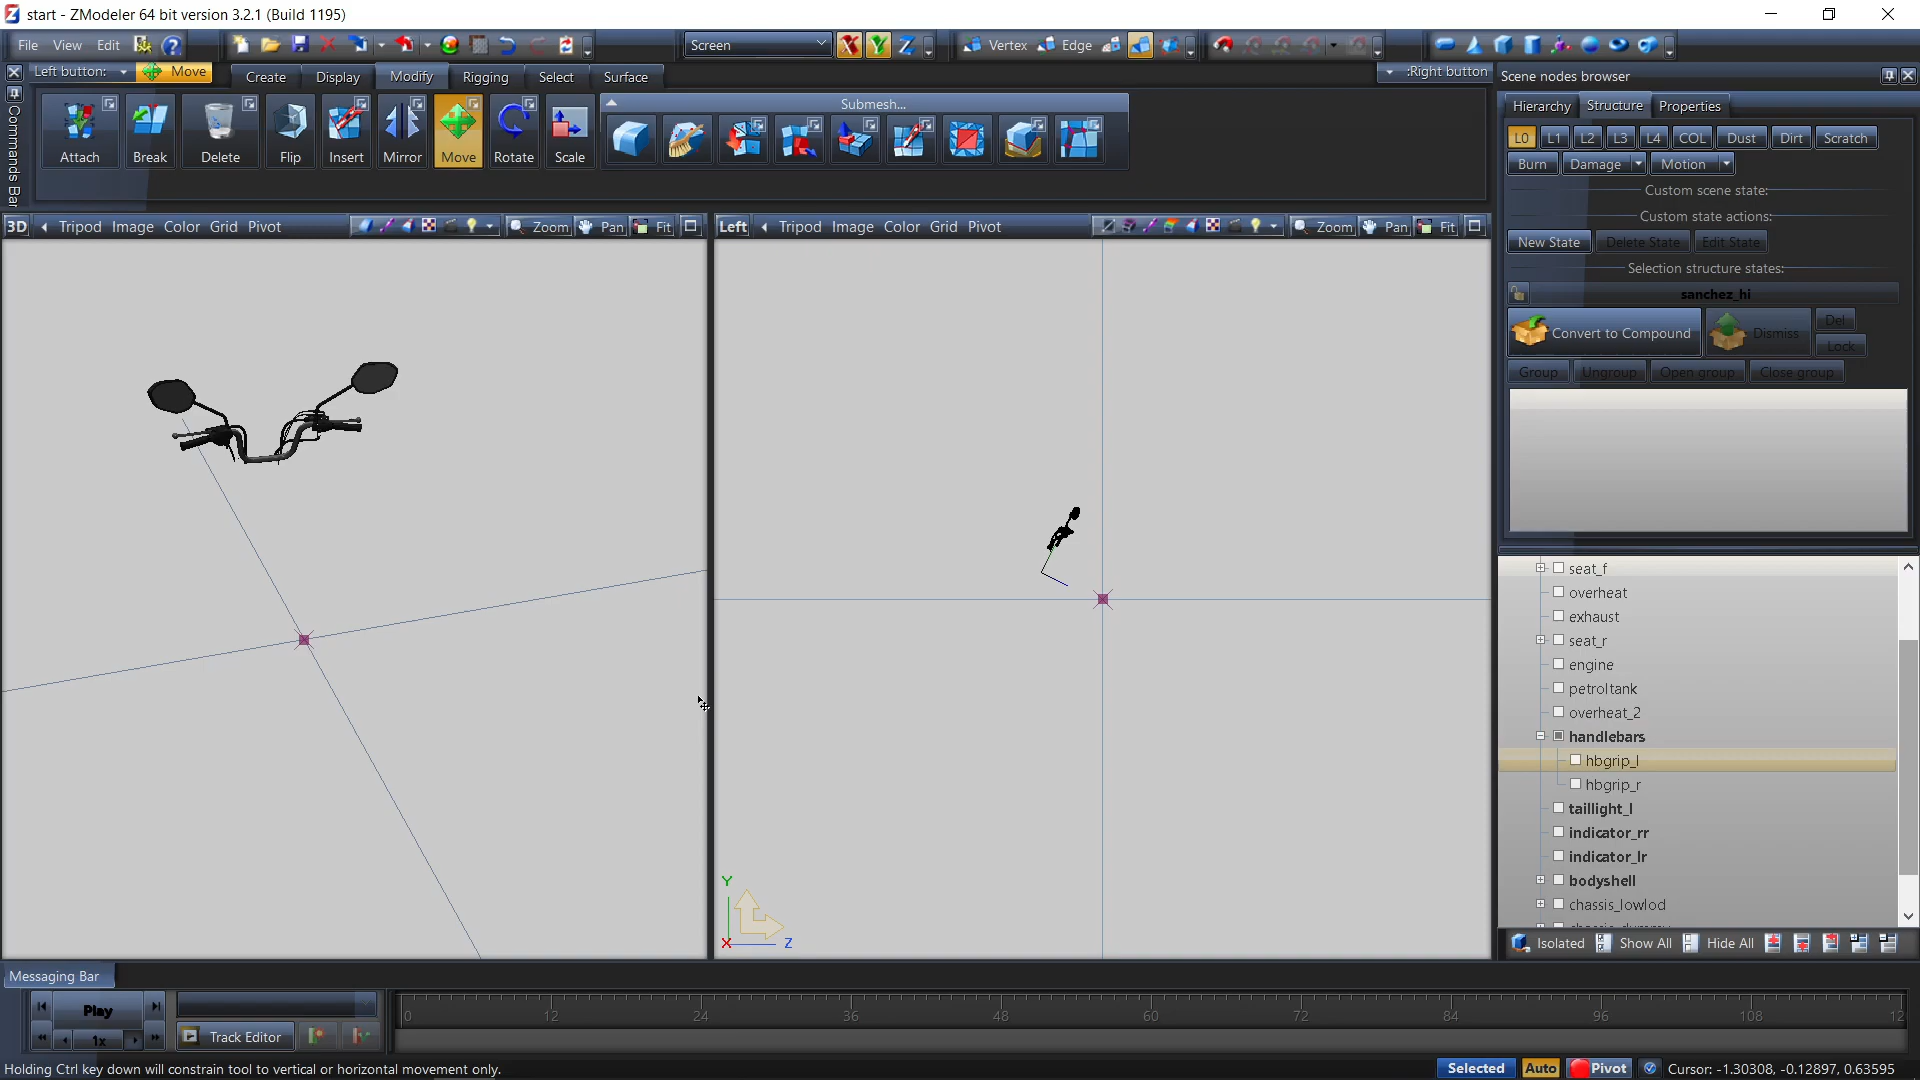 start - ZModeler 64 bit version 3.2.1 (Build 1195)
File View Edit
Screen
Vertex Edge
Left button: Move
Create Display Modify Rigging Select Surface
:Right button
Scene nodes browser
Commands Bar
Attach Break Delete Flip Insert Mirror Move Rotate Scale
Submesh...
Hierarchy Structure Properties
L0 L1 L2 L3 L4 COL Dust Dirt Scratch
Burn Damage Motion
Custom scene state:
Custom state actions:
New State Delete State Edit State
Selection structure states:
sanchez_hi
Convert to Compound Dismiss Del
Lock
Group Ungroup Open group Close group
3D Tripod Image Color Grid Pivot Zoom Pan Fit
Left Tripod Image Color Grid Pivot Zoom Pan Fit
Y
X Z
seat_f
overheat
exhaust
seat_r
engine
petroltank
overheat_2
handlebars
hbgrip_l
hbgrip_r
taillight_l
indicator_rr
indicator_lr
bodyshell
chassis_lowlod
Isolated Show All Hide All
Messaging Bar
Play
1x
Track Editor
0 12 24 36 48 60 72 84 96 108 12
Holding Ctrl key down will constrain tool to vertical or horizontal movement only.
Selected Auto Pivot Cursor: -1.30308, -0.12897, 0.63595